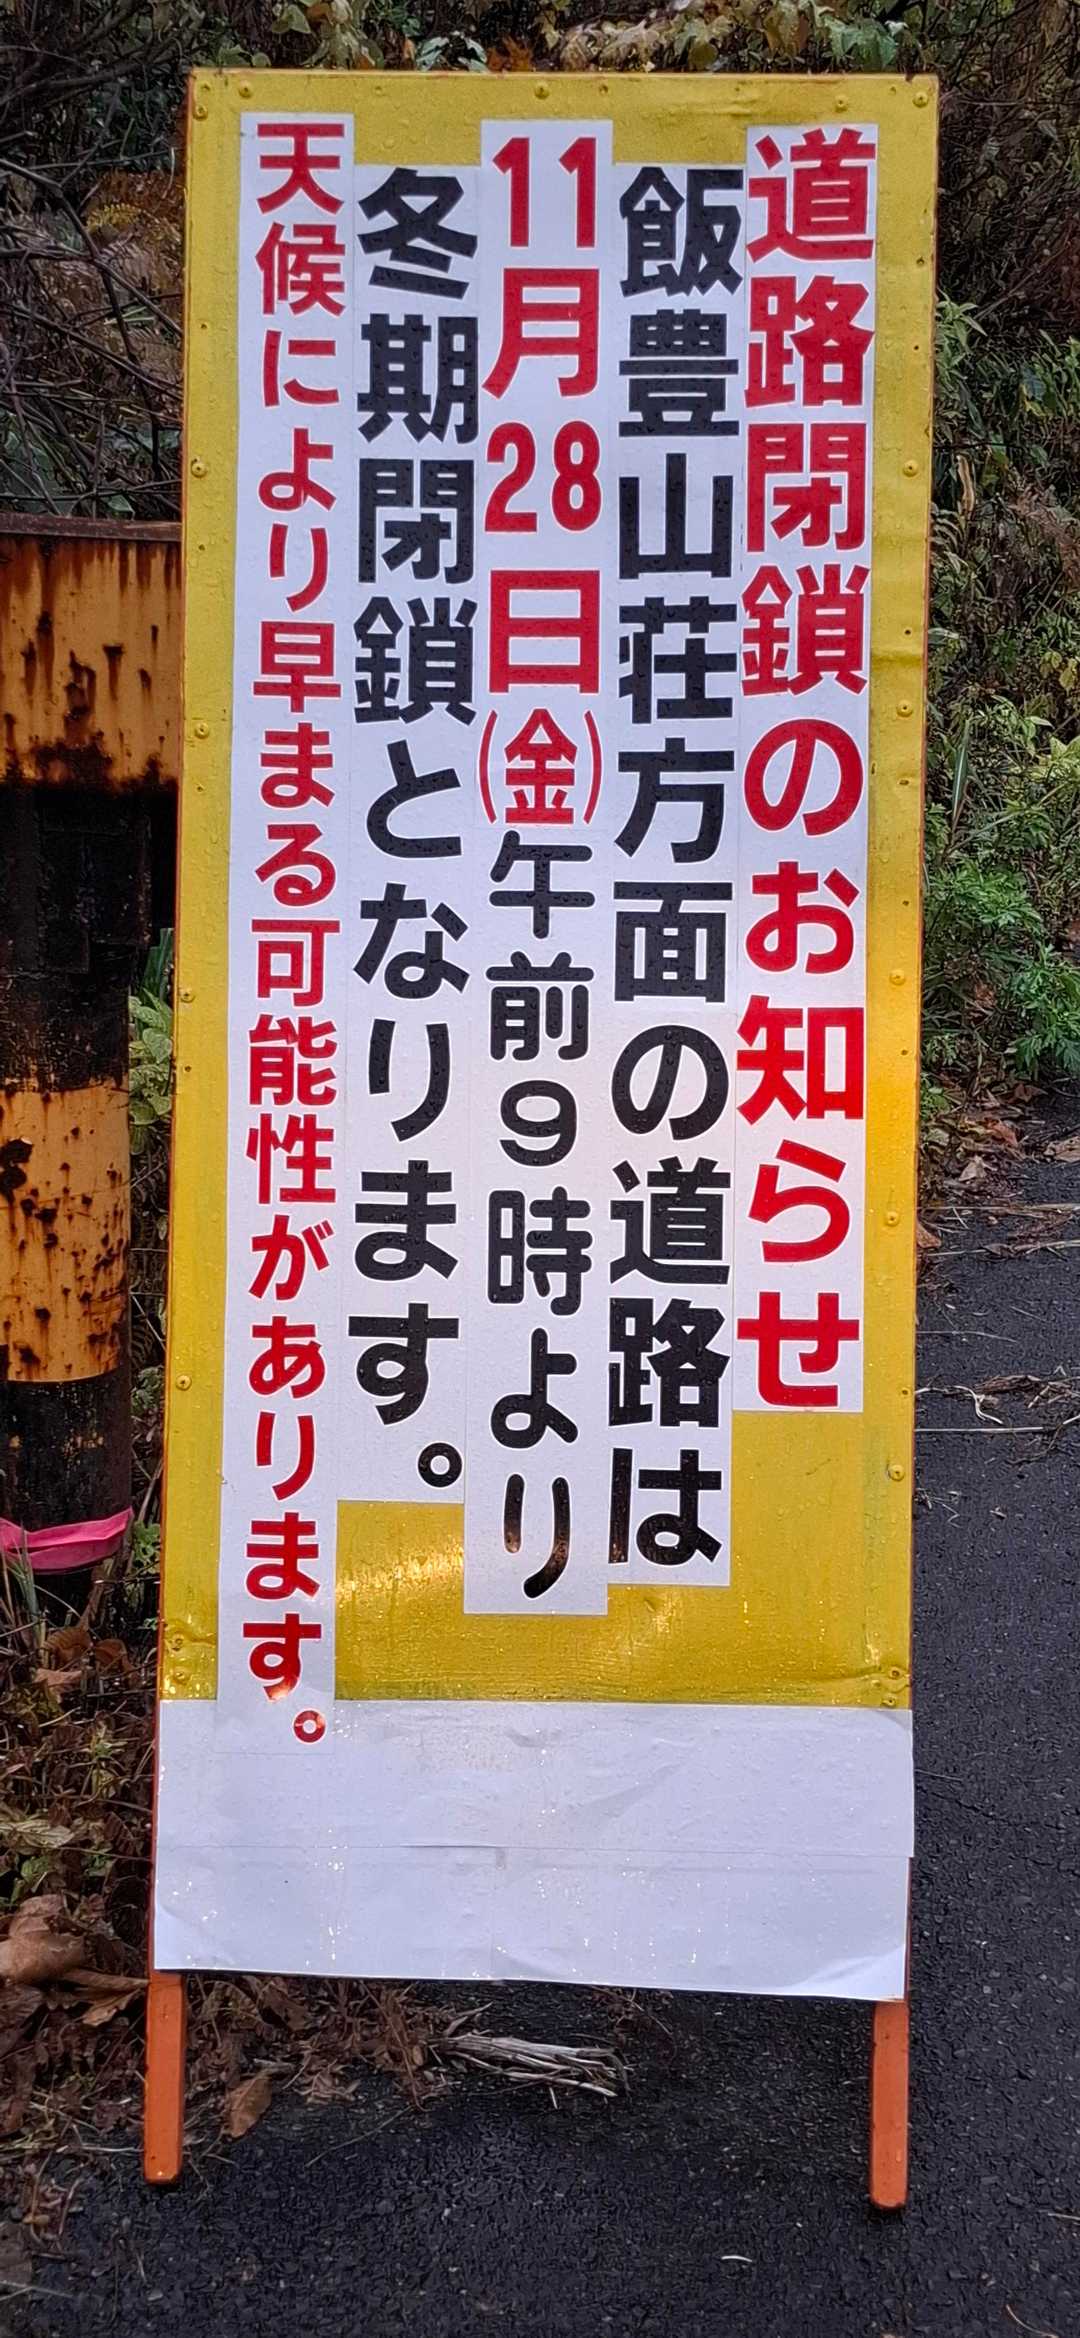 道路閉鎖のお知らせ
飯豊山荘方面の道路は
11月28日(金)午前9時より
冬期閉鎖となります。
天候により早まる可能性があります。